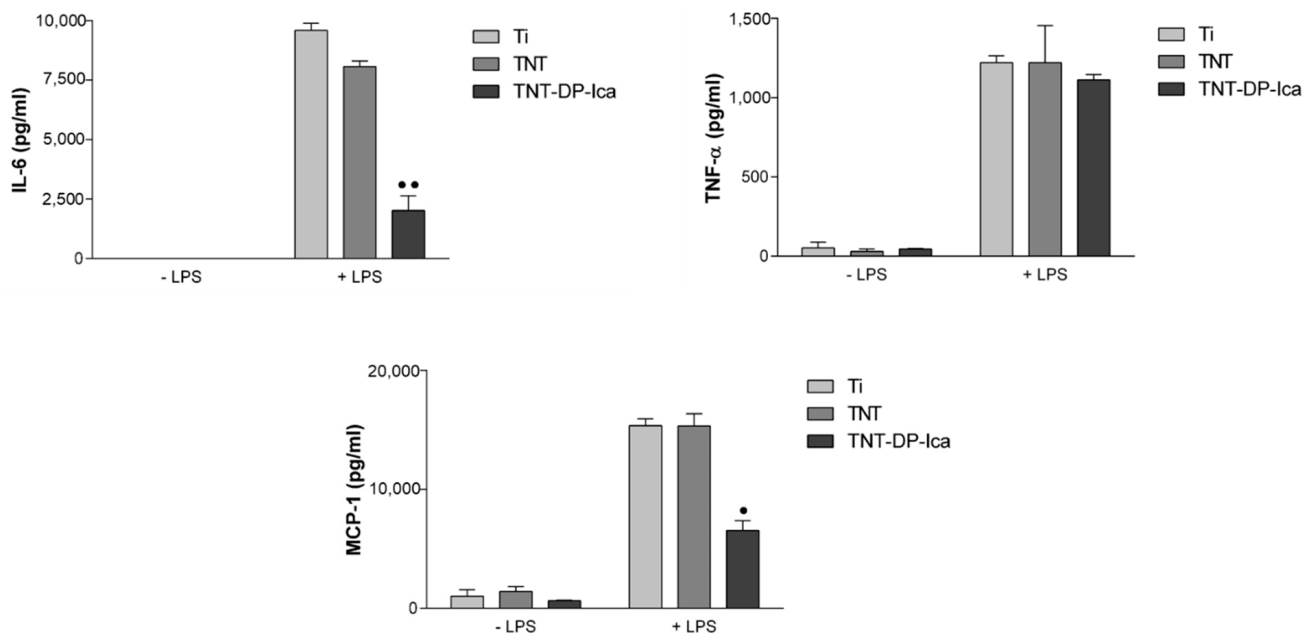 IL-6 (pg/ml)
10,000
7,500
5,000
2,500
0
- LPS
+ LPS
Ti
TNT
TNT-DP-Ica
TNF-α (pg/ml)
1,500
1,000
500
0
- LPS
+ LPS
Ti
TNT
TNT-DP-Ica
MCP-1 (pg/ml)
20,000
10,000
0
- LPS
+ LPS
Ti
TNT
TNT-DP-Ica